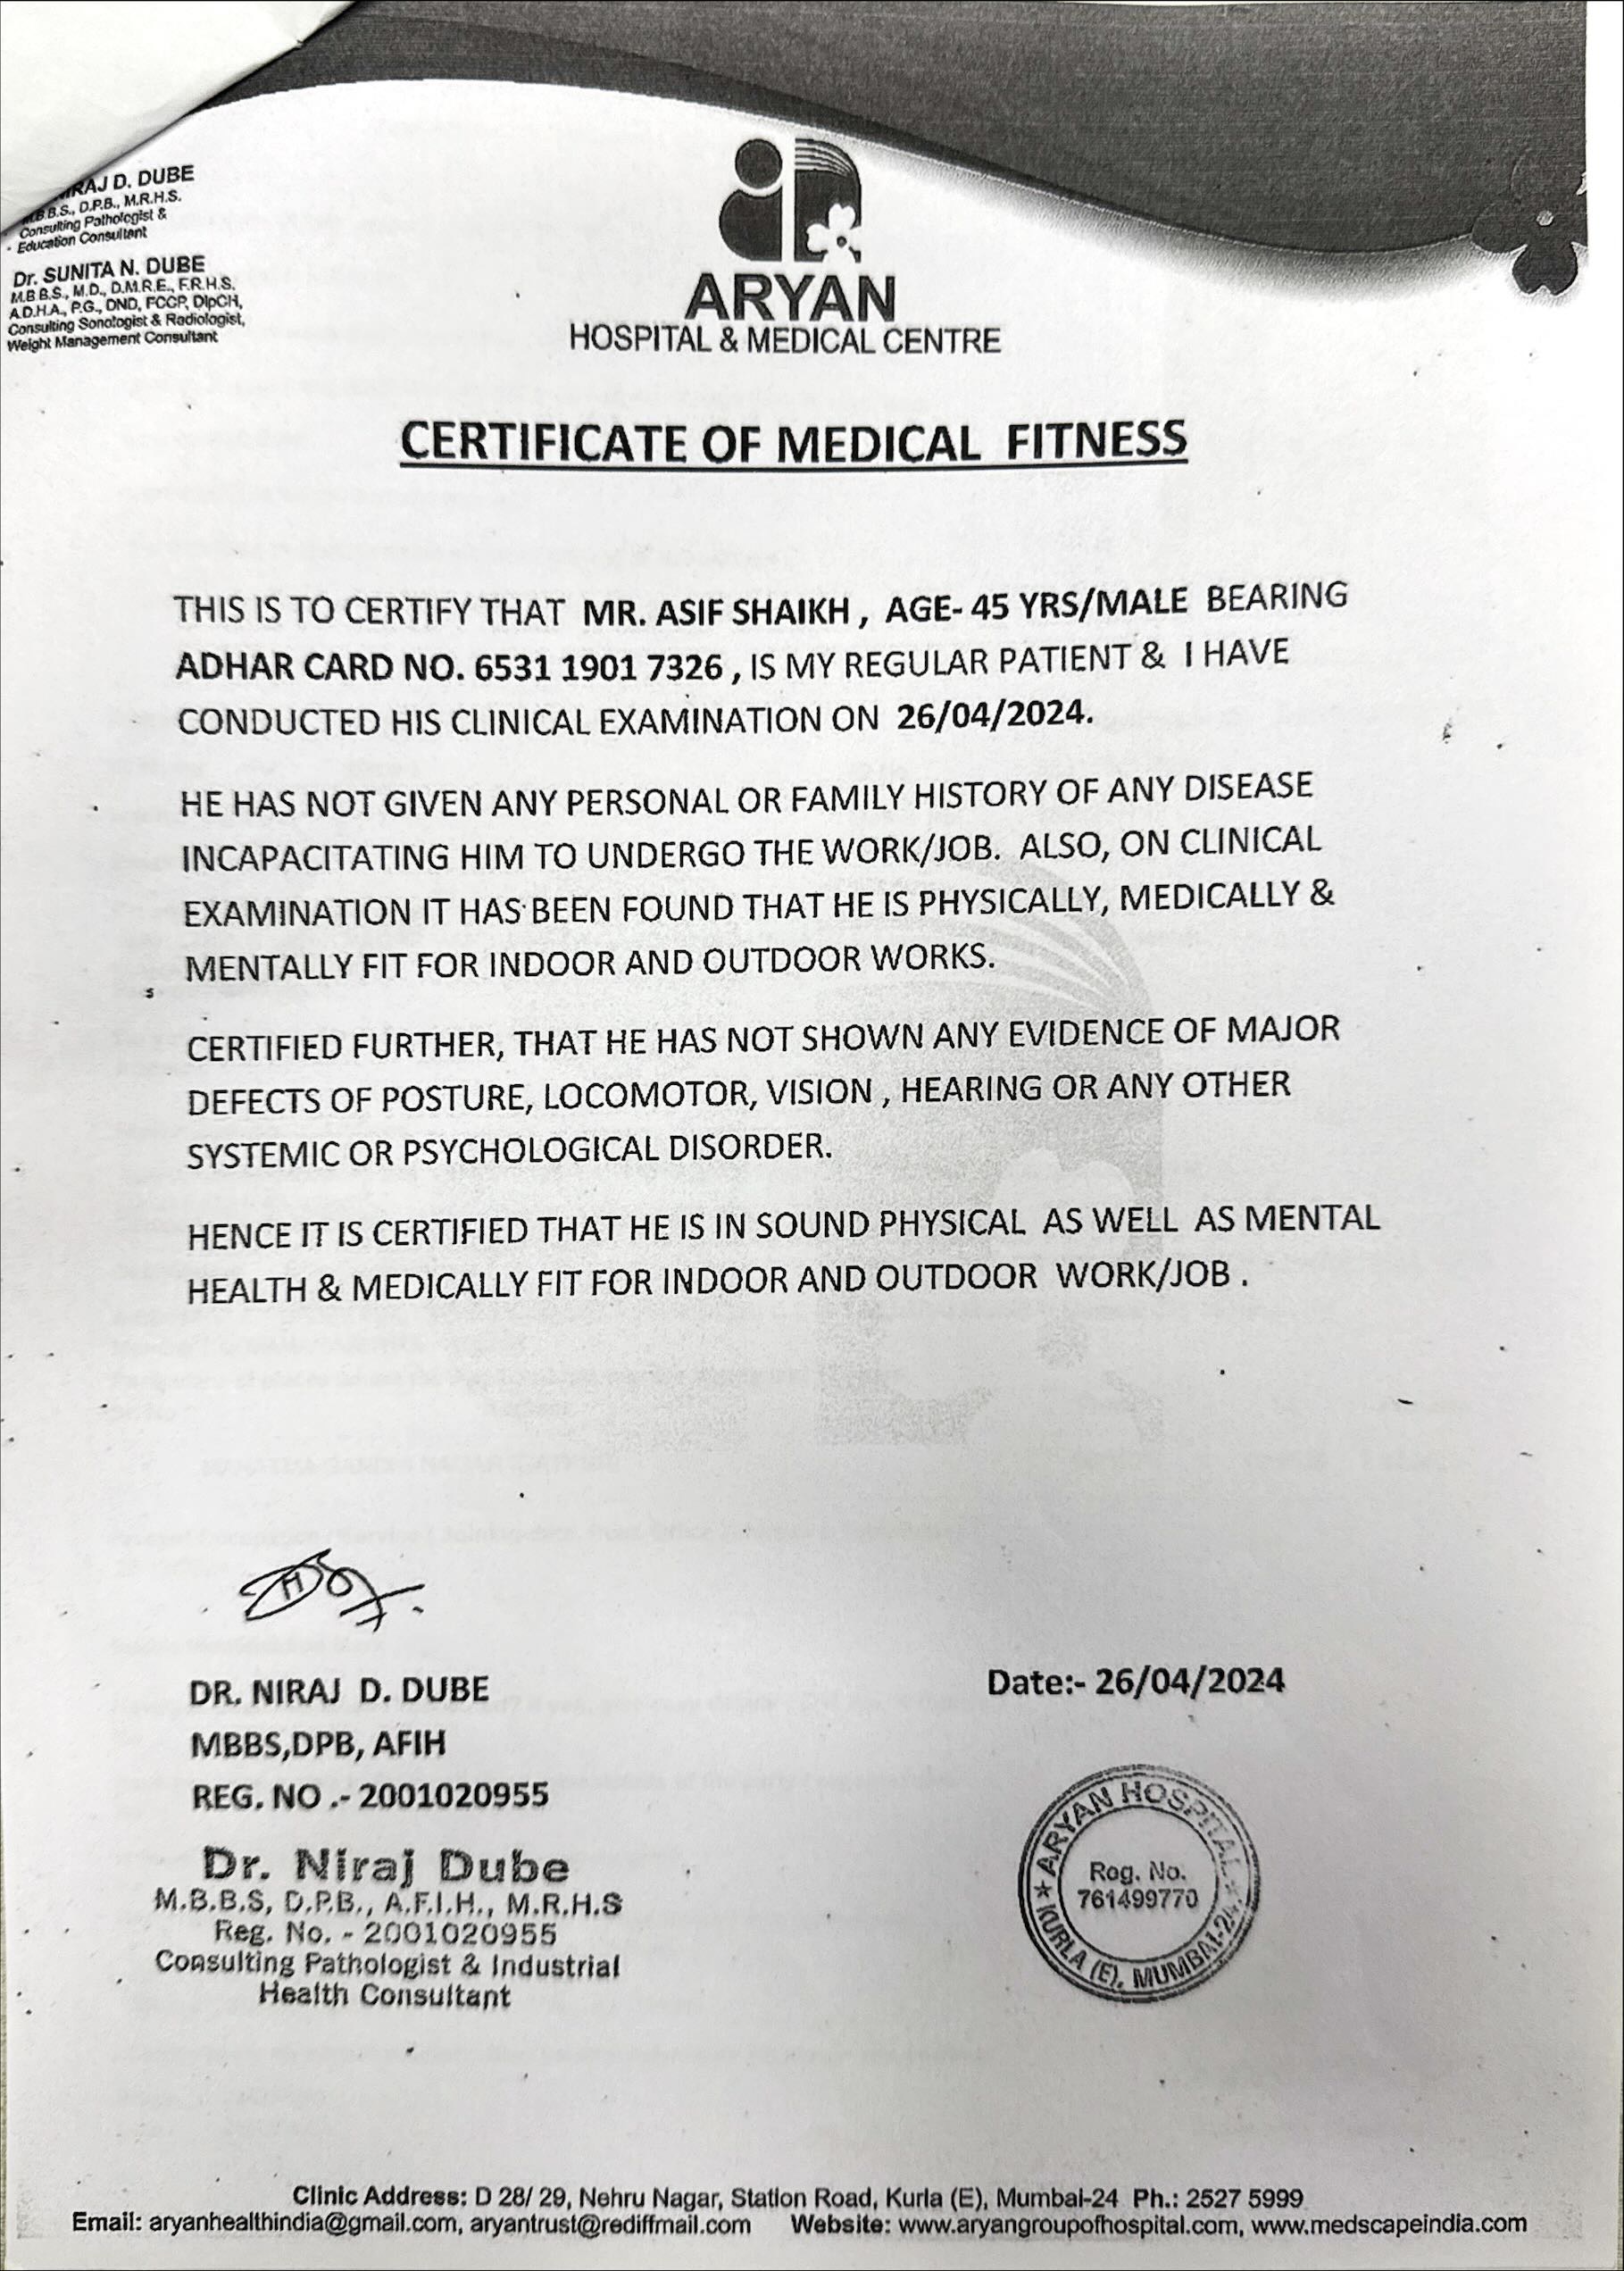 RAJ D. DUBE
M.B.B.S., D.P.B., M.R.H.S.
Consulting Pathologist &
Education Consultant
Dr. SUNITA N. DUBE
M.B.B.S., M.D., D.M.R.E., F.R.H.S.
A.D.H.A., P.G., DND, FCCP, DipCH,
Consulting Sonologist & Radiologist,
Weight Management Consultant
ARYAN
HOSPITAL & MEDICAL CENTRE
CERTIFICATE OF MEDICAL FITNESS
THIS IS TO CERTIFY THAT MR. ASIF SHAIKH , AGE- 45 YRS/MALE BEARING
ADHAR CARD NO. 6531 1901 7326 , IS MY REGULAR PATIENT & I HAVE
CONDUCTED HIS CLINICAL EXAMINATION ON 26/04/2024.
HE HAS NOT GIVEN ANY PERSONAL OR FAMILY HISTORY OF ANY DISEASE
INCAPACITATING HIM TO UNDERGO THE WORK/JOB. ALSO, ON CLINICAL
EXAMINATION IT HAS BEEN FOUND THAT HE IS PHYSICALLY, MEDICALLY &
MENTALLY FIT FOR INDOOR AND OUTDOOR WORKS.
CERTIFIED FURTHER, THAT HE HAS NOT SHOWN ANY EVIDENCE OF MAJOR
DEFECTS OF POSTURE, LOCOMOTOR, VISION , HEARING OR ANY OTHER
SYSTEMIC OR PSYCHOLOGICAL DISORDER.
HENCE IT IS CERTIFIED THAT HE IS IN SOUND PHYSICAL AS WELL AS MENTAL
HEALTH & MEDICALLY FIT FOR INDOOR AND OUTDOOR WORK/JOB .
DR. NIRAJ D. DUBE
MBBS,DPB, AFIH
REG. NO .- 2001020955
Date:- 26/04/2024
Dr. Niraj Dube
M.B.B.S, D.P.B., A.F.I.H., M.R.H.S
Reg. No. - 2001020955
Consulting Pathologist & Industrial
Health Consultant
ARYAN HOSPITAL
Reg. No.
761499770
KURLA (E), MUMBAI-24.
Clinic Address: D 28/ 29, Nehru Nagar, Station Road, Kurla (E), Mumbai-24 Ph.: 2527 5999
Email: aryanhealthindia@gmail.com, aryantrust@rediffmail.com Website: www.aryangroupofhospital.com, www.medscapeindia.com